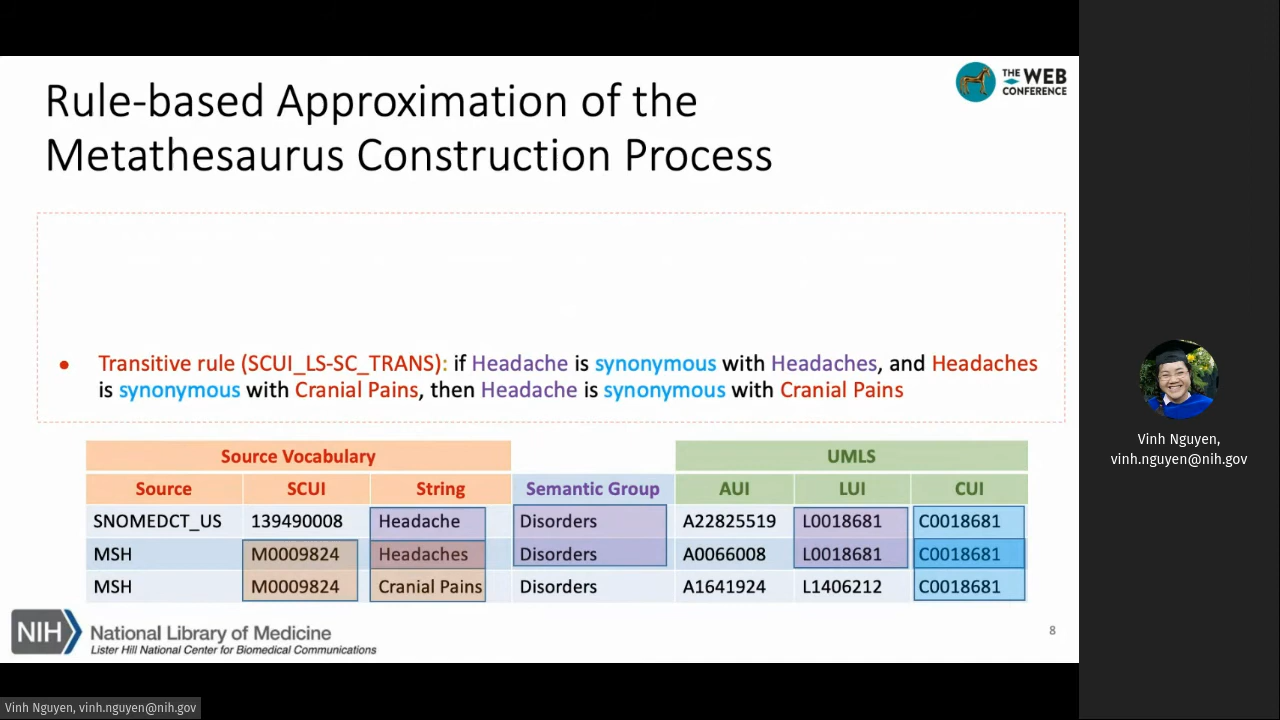 Rule-based Approximation of the
Metathesaurus Construction Process
THE WEB
CONFERENCE
• Transitive rule (SCUI_LS-SC_TRANS): if Headache is synonymous with Headaches, and Headaches
is synonymous with Cranial Pains, then Headache is synonymous with Cranial Pains
Source Vocabulary UMLS
Source SCUI String Semantic Group AUI LUI CUI
SNOMEDCT_US 139490008 Headache Disorders A22825519 L0018681 C0018681
MSH M0009824 Headaches Disorders A0066008 L0018681 C0018681
MSH M0009824 Cranial Pains Disorders A1641924 L1406212 C0018681
NIH National Library of Medicine
Lister Hill National Center for Biomedical Communications
8
Vinh Nguyen,
vinh.nguyen@nih.gov
Vinh Nguyen, vinh.nguyen@nih.gov